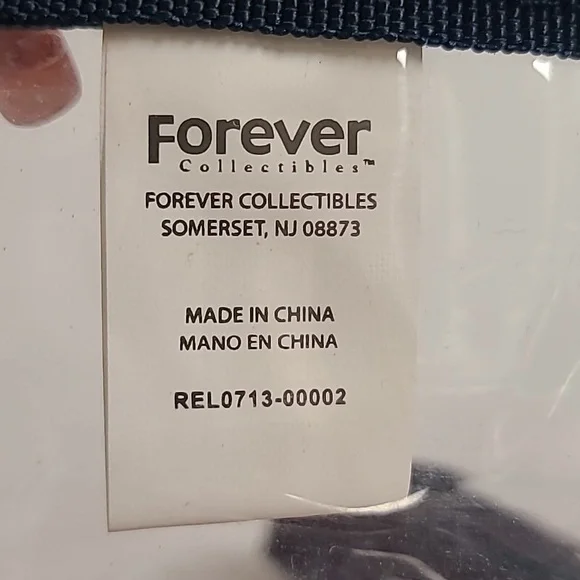 Forever
Collectibles™
FOREVER COLLECTIBLES
SOMERSET, NJ 08873
MADE IN CHINA
MANO EN CHINA
REL0713-00002